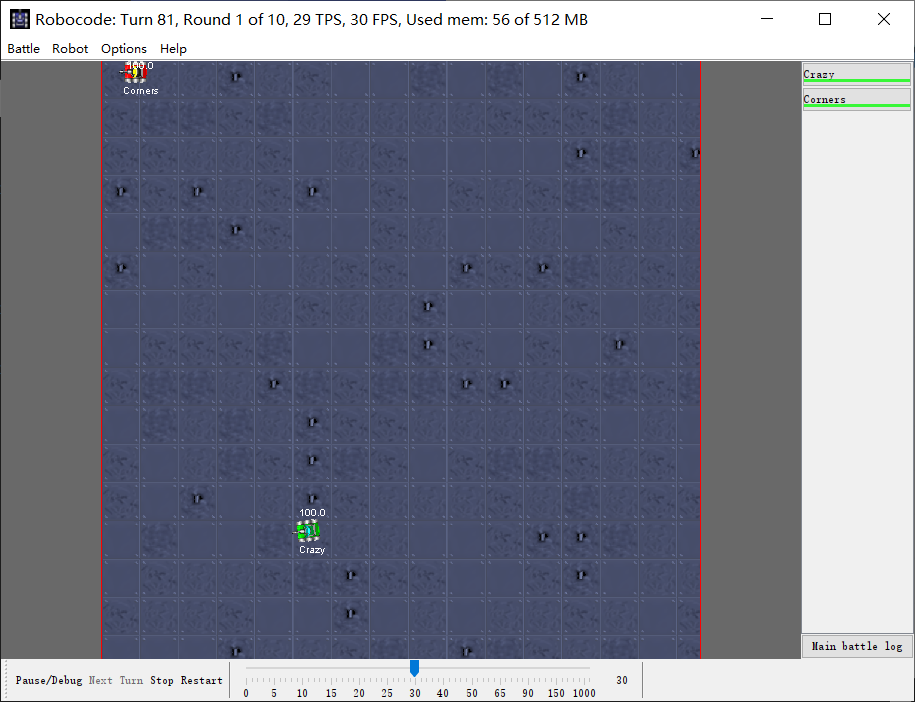 Robocode: Turn 81, Round 1 of 10, 29 TPS, 30 FPS, Used mem: 56 of 512 MB
Battle Robot Options Help
100.0
Corners
Crazy
Corners
100.0
Crazy
Main battle log
Pause/Debug Next Turn Stop Restart
30
0 5 10 15 20 25 30 40 50 65 90 150 1000